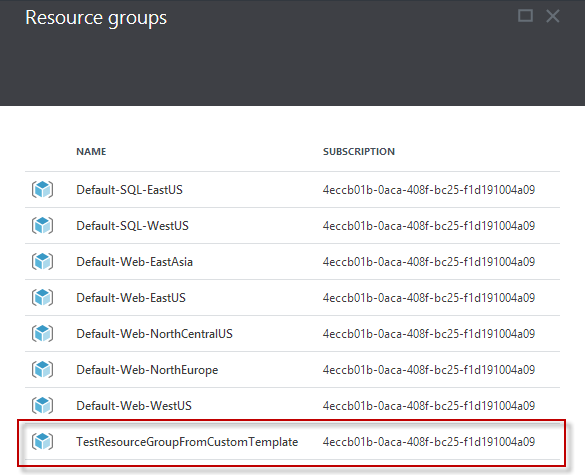 Resource groups
NAME SUBSCRIPTION
Default-SQL-EastUS 4eccb01b-0aca-408f-bc25-f1d191004a09
Default-SQL-WestUS 4eccb01b-0aca-408f-bc25-f1d191004a09
Default-Web-EastAsia 4eccb01b-0aca-408f-bc25-f1d191004a09
Default-Web-EastUS 4eccb01b-0aca-408f-bc25-f1d191004a09
Default-Web-NorthCentralUS 4eccb01b-0aca-408f-bc25-f1d191004a09
Default-Web-NorthEurope 4eccb01b-0aca-408f-bc25-f1d191004a09
Default-Web-WestUS 4eccb01b-0aca-408f-bc25-f1d191004a09
TestResourceGroupFromCustomTemplate 4eccb01b-0aca-408f-bc25-f1d191004a09